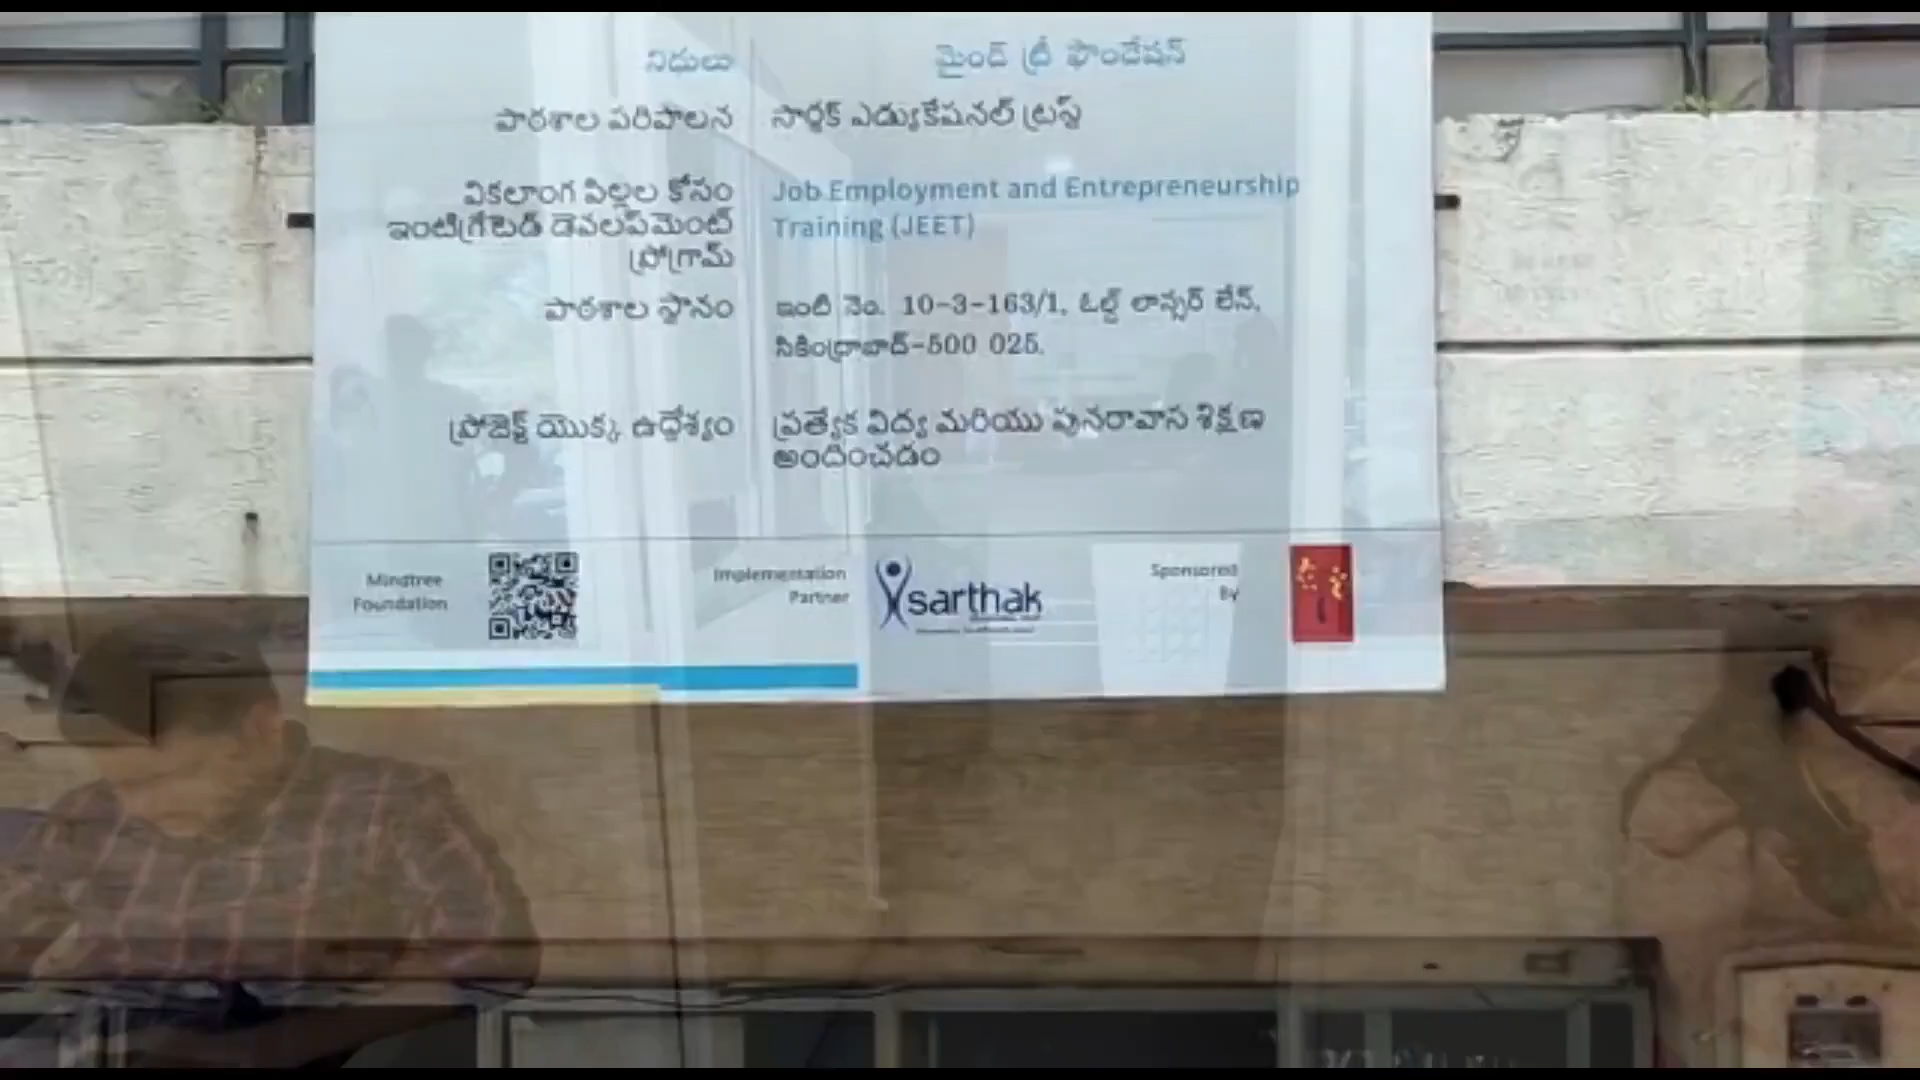 నిధులు మైండ్ ట్రీ ఫౌండేషన్
పాఠశాల పరిపాలన సార్థక్ ఎడ్యుకేషనల్ ట్రస్ట్
వికలాంగ పిల్లల కోసం Job Employment and Entrepreneurship
ఇంటిగ్రేటెడ్ డెవలప్‌మెంట్ Training (JEET)
ప్రోగ్రామ్
పాఠశాల స్థానం ఇంటి నెం. 10-3-163/1, ఓల్డ్ లాన్సర్ లేన్,
సికింద్రాబాద్-500 025.
ప్రోజెక్ట్ యొక్క ఉద్దేశ్యం ప్రత్యేక విద్య మరియు పునరావాస శిక్షణ
అందించడం
Mindtree
Foundation
Implementation
Partner
sarthak
Sponsored
By